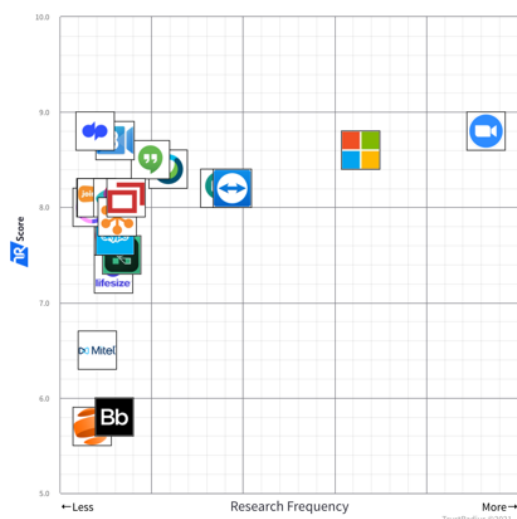 10.0
9.0
8.0
7.0
6.0
5.0
tR Score
jab
lifesize
Mitel
Bb
←Less
Research Frequency
More→